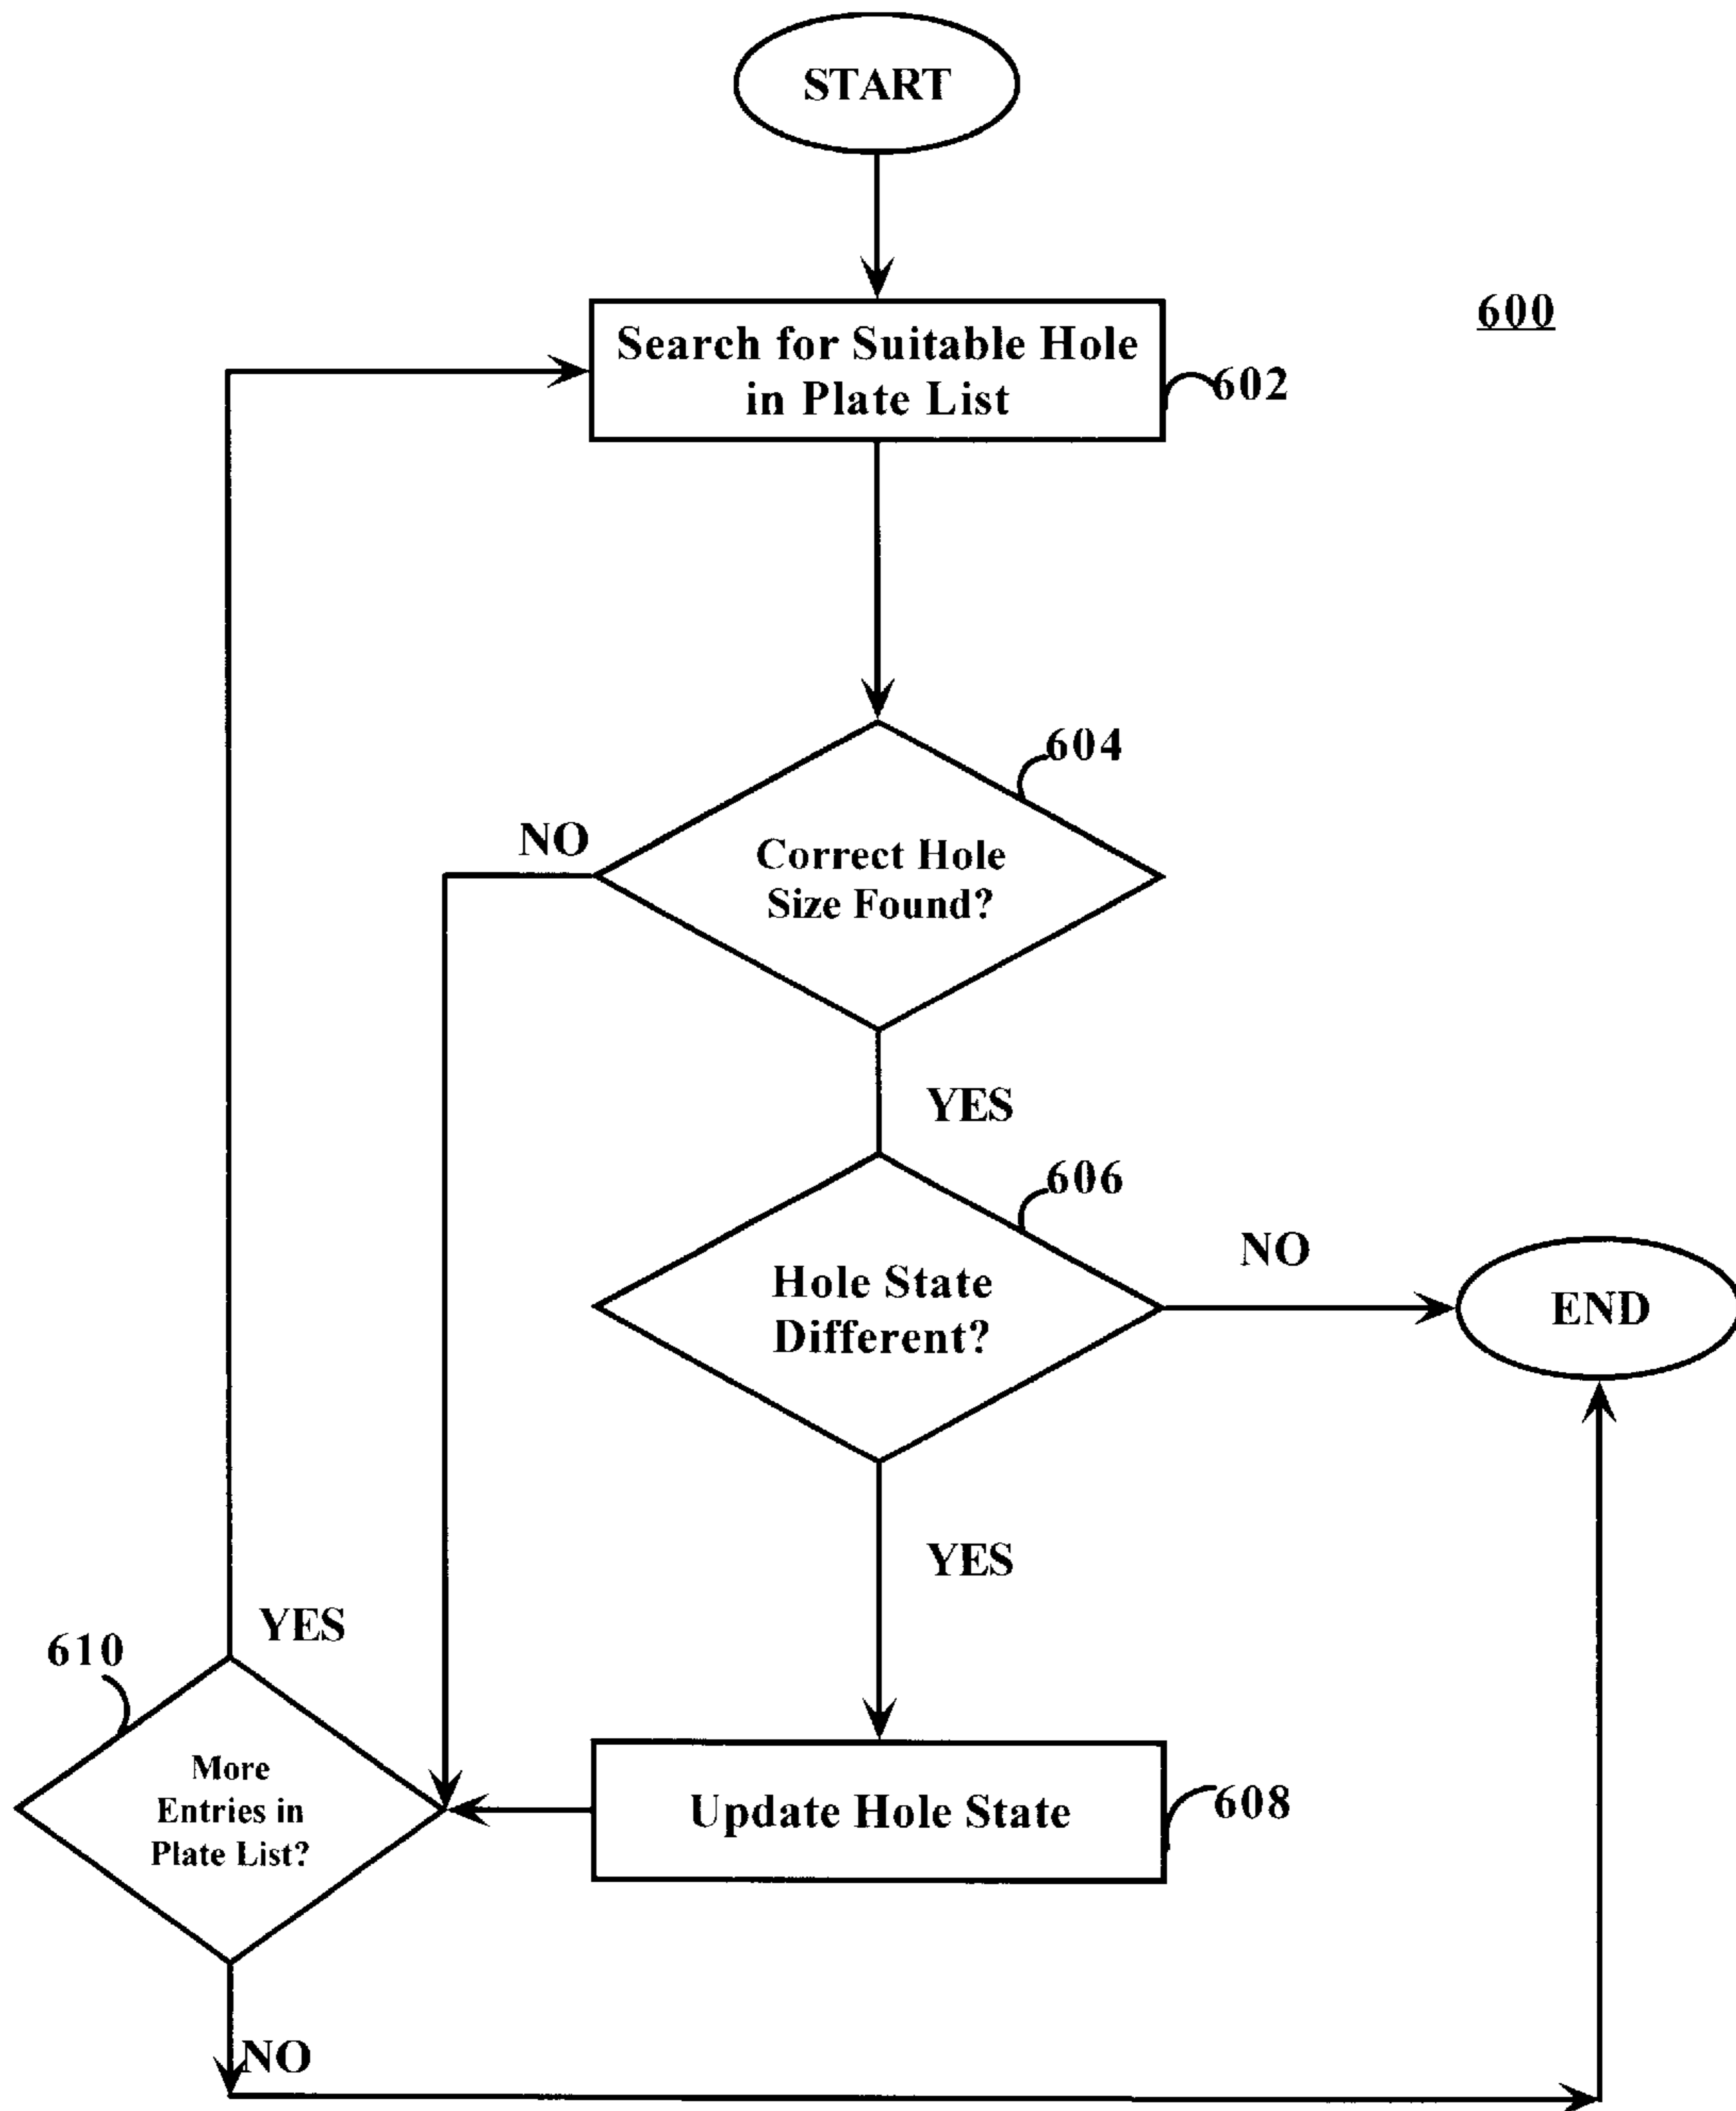 START
600
Search for Suitable Hole
in Plate List
602
604
NO
Correct Hole
Size Found?
YES
606
NO
Hole State
Different?
END
YES
YES
610
More
Entries in
Plate List?
Update Hole State
608
NO